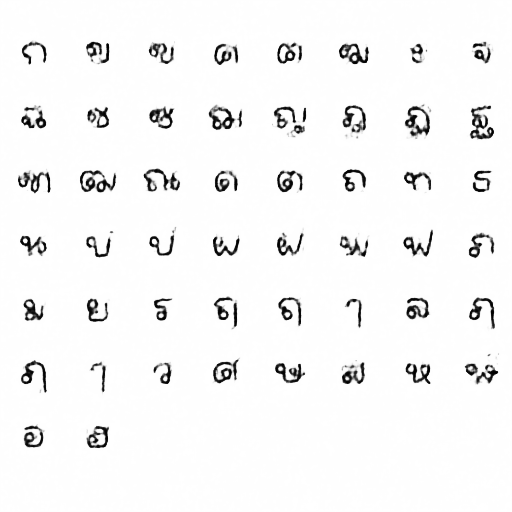 ก ข ฃ ค ฅ ฆ ง จ
ฉ ช ซ ฌ ญ ฎ ฏ ฐ
ฑ ฒ ณ ด ต ถ ท ธ
น บ ป ผ ฝ พ ฟ ภ
ม ย ร ฤ ฤ ๅ ล ฦ
ฦ ๅ ว ศ ษ ส ห ฬ
อ ฮ